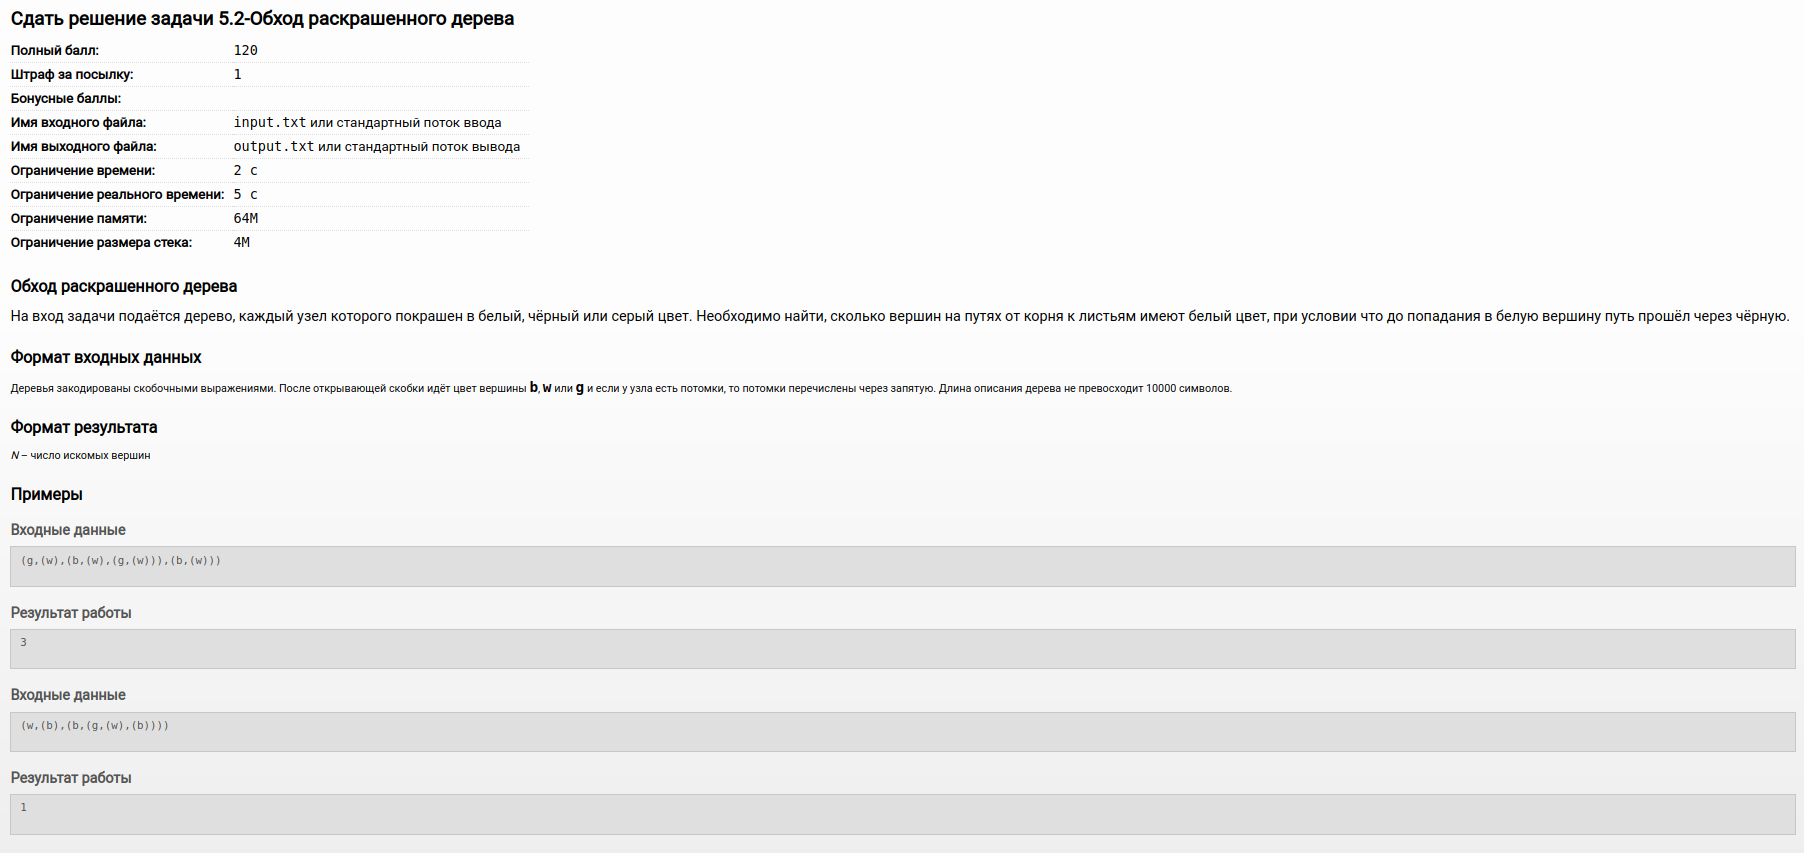 Сдать решение задачи 5.2-Обход раскрашенного дерева
Полный балл: 120
Штраф за посылку: 1
Бонусные баллы:
Имя входного файла: input.txt или стандартный поток ввода
Имя выходного файла: output.txt или стандартный поток вывода
Ограничение времени: 2 с
Ограничение реального времени: 5 с
Ограничение памяти: 64M
Ограничение размера стека: 4M
Обход раскрашенного дерева
На вход задачи подаётся дерево, каждый узел которого покрашен в белый, чёрный или серый цвет. Необходимо найти, сколько вершин на путях от корня к листьям имеют белый цвет, при условии что до попадания в белую вершину путь прошёл через чёрную.
Формат входных данных
Деревья закодированы скобочными выражениями. После открывающей скобки идёт цвет вершины b, w или g и если у узла есть потомки, то потомки перечислены через запятую. Длина описания дерева не превосходит 10000 символов.
Формат результата
N – число искомых вершин
Примеры
Входные данные
(g,(w),(b,(w),(g,(w))),(b,(w)))
Результат работы
3
Входные данные
(w,(b),(b,(g,(w),(b))))
Результат работы
1